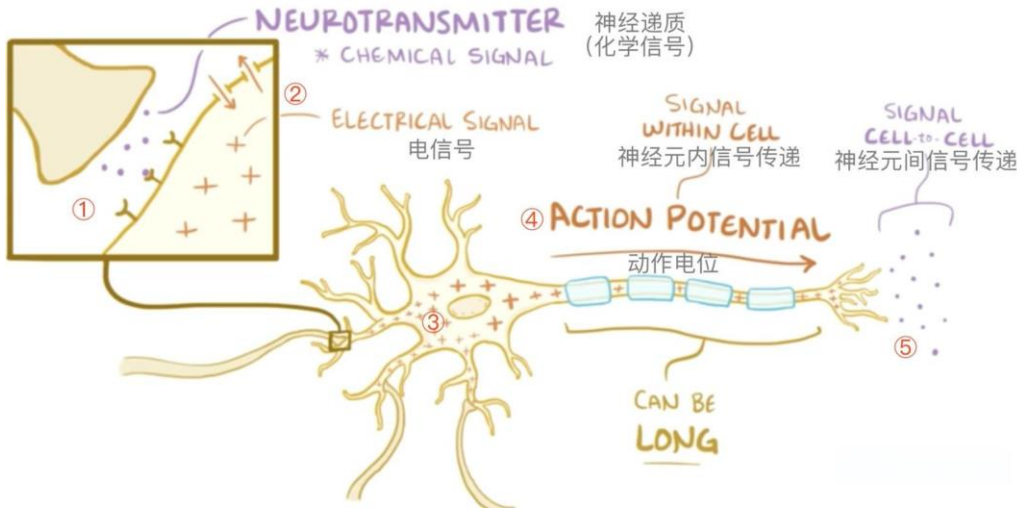 NEUROTRANSMITTER
* CHEMICAL SIGNAL
神经递质
（化学信号）
②
ELECTRICAL SIGNAL
电信号
①
SIGNAL
WITHIN CELL
神经元内信号传递
SIGNAL
CELL-to-CELL
神经元间信号传递
④ ACTION POTENTIAL
动作电位
③
⑤
CAN BE
LONG